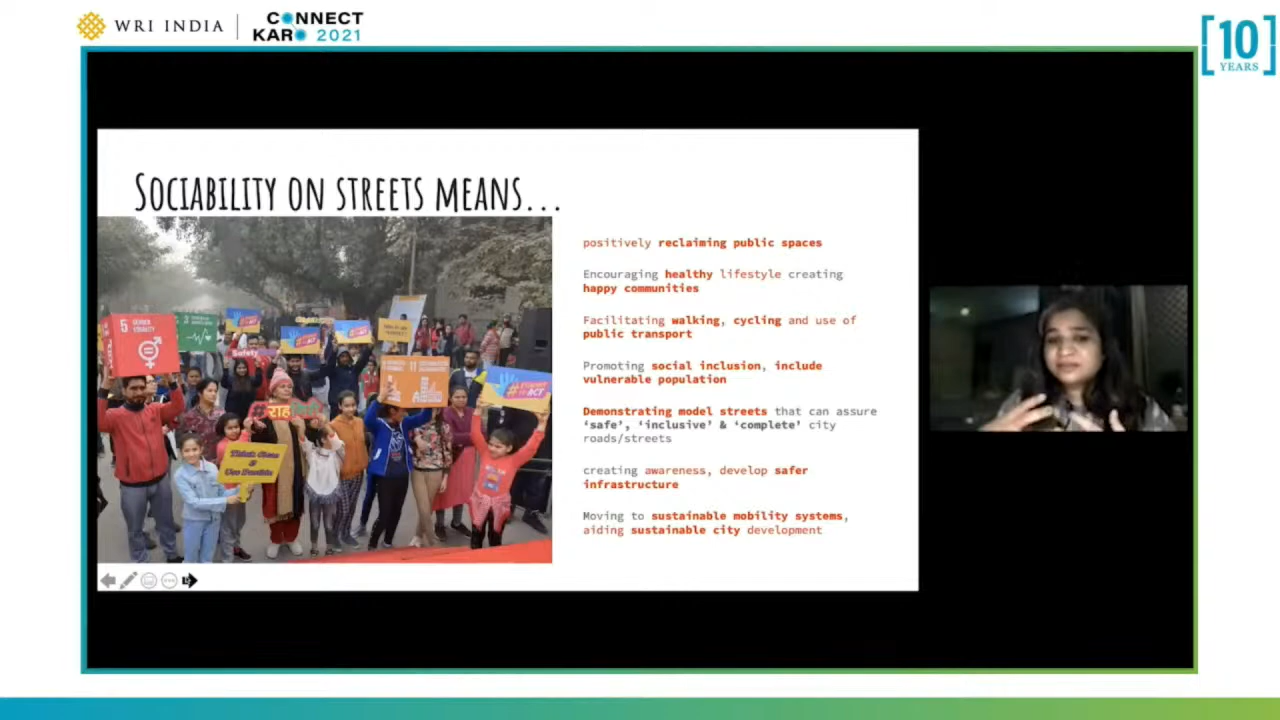 WRI INDIA
CONNECT
KARO 2021
10
YEARS
SOCIABILITY ON STREETS MEANS...
positively reclaiming public spaces
Encouraging healthy lifestyle creating
happy communities
Facilitating walking, cycling and use of
public transport
Promoting social inclusion, include
vulnerable population
Demonstrating model streets that can assure
‘safe’, ‘inclusive’ & ‘complete’ city
roads/streets
creating awareness, develop safer
infrastructure
Moving to sustainable mobility systems,
aiding sustainable city development
5 GENDER
EQUALITY
Safety
#राहगीरी
11